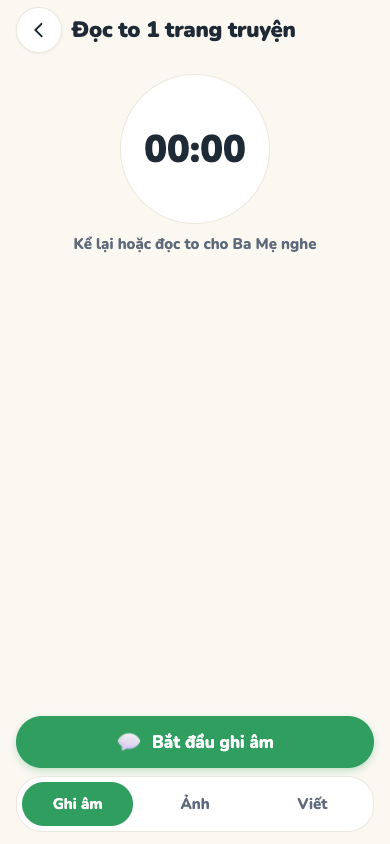 Đọc to 1 trang truyện
00:00
Kể lại hoặc đọc to cho Ba Mẹ nghe
Bắt đầu ghi âm
Ghi âm
Ảnh
Viết